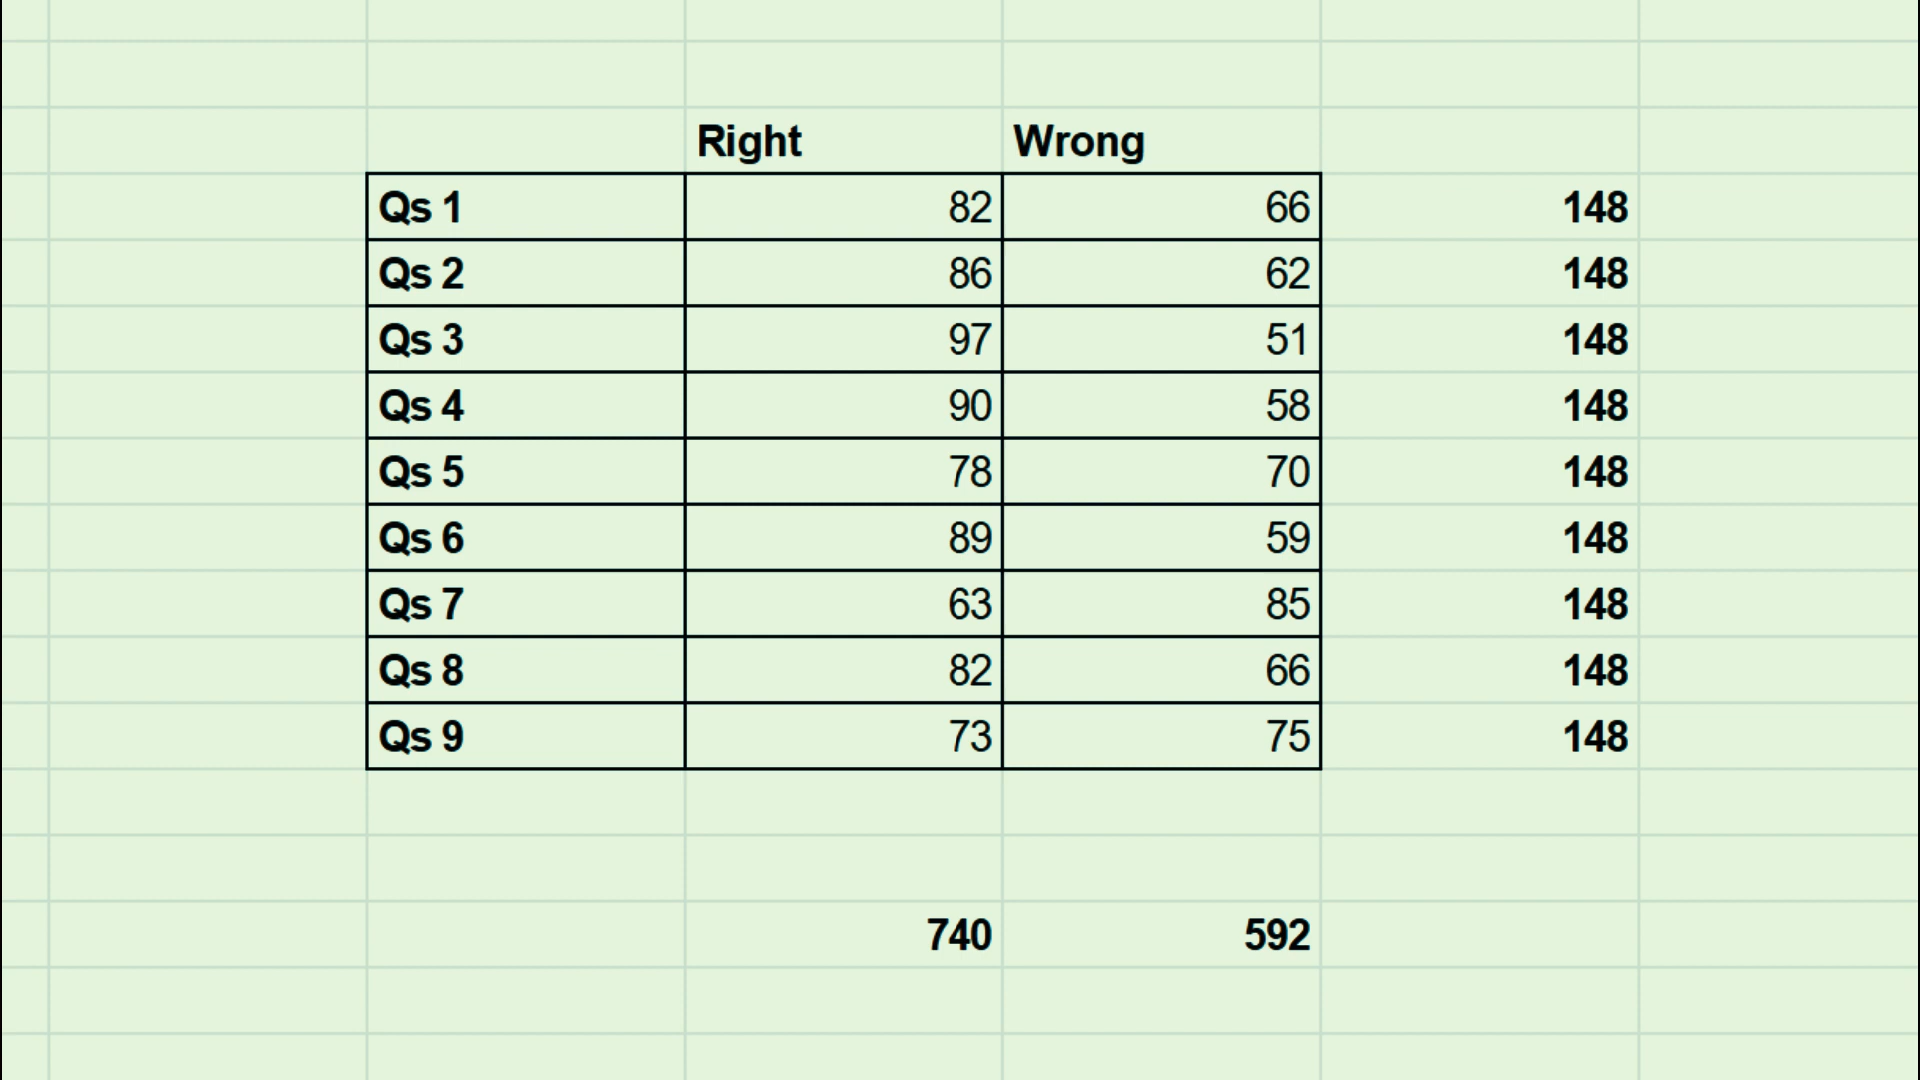 Right Wrong
Qs 1 82 66 148
Qs 2 86 62 148
Qs 3 97 51 148
Qs 4 90 58 148
Qs 5 78 70 148
Qs 6 89 59 148
Qs 7 63 85 148
Qs 8 82 66 148
Qs 9 73 75 148
740 592